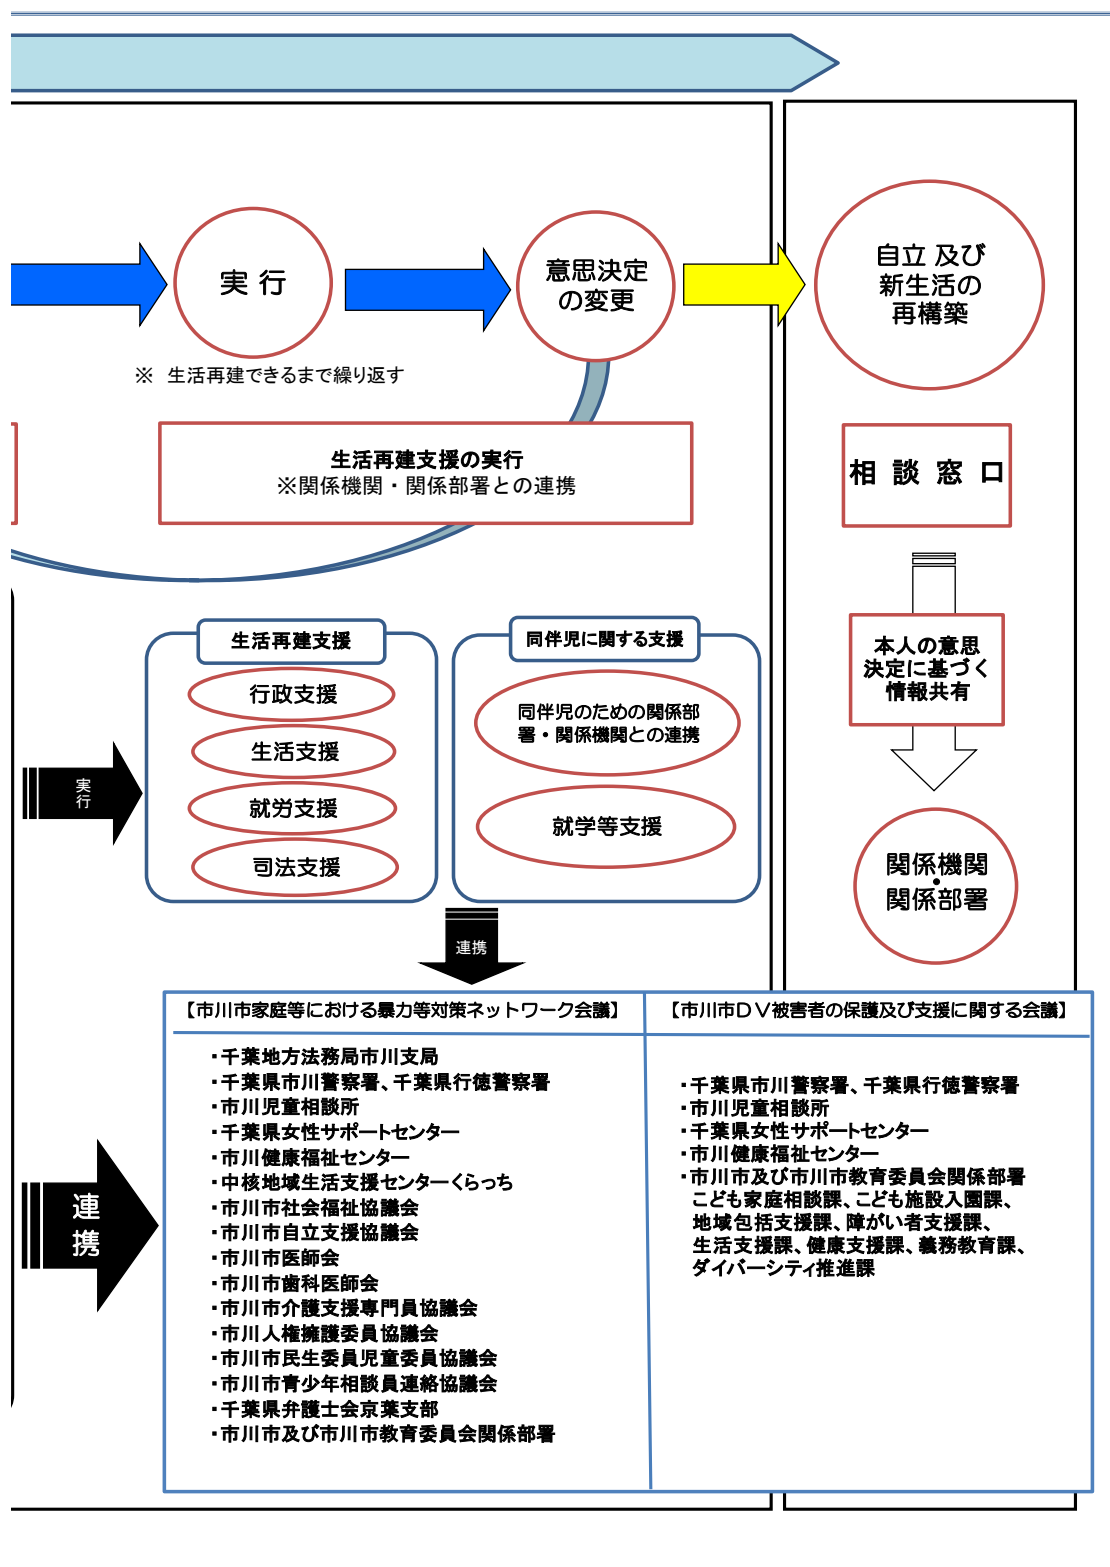 実 行
意思決定
の変更
自立 及び
新生活の
再構築
※ 生活再建できるまで繰り返す
生活再建支援の実行
※関係機関・関係部署との連携
相 談 窓 口
本人の意思
決定に基づく
情報共有
生活再建支援
行政支援
生活支援
就労支援
司法支援
同伴児に関する支援
同伴児のための関係部
署・関係機関との連携
就学等支援
実
行
関係機関
・
関係部署
連携
連
携
【市川市家庭等における暴力等対策ネットワーク会議】
・千葉地方法務局市川支局
・千葉県市川警察署、千葉県行徳警察署
・市川児童相談所
・千葉県女性サポートセンター
・市川健康福祉センター
・中核地域生活支援センターくらっち
・市川市社会福祉協議会
・市川市自立支援協議会
・市川市医師会
・市川市歯科医師会
・市川市介護支援専門員協議会
・市川人権擁護委員協議会
・市川市民生委員児童委員協議会
・市川市青少年相談員連絡協議会
・千葉県弁護士会京葉支部
・市川市及び市川市教育委員会関係部署
【市川市ＤＶ被害者の保護及び支援に関する会議】
・千葉県市川警察署、千葉県行徳警察署
・市川児童相談所
・千葉県女性サポートセンター
・市川健康福祉センター
・市川市及び市川市教育委員会関係部署
こども家庭相談課、こども施設入園課、
地域包括支援課、障がい者支援課、
生活支援課、健康支援課、義務教育課、
ダイバーシティ推進課